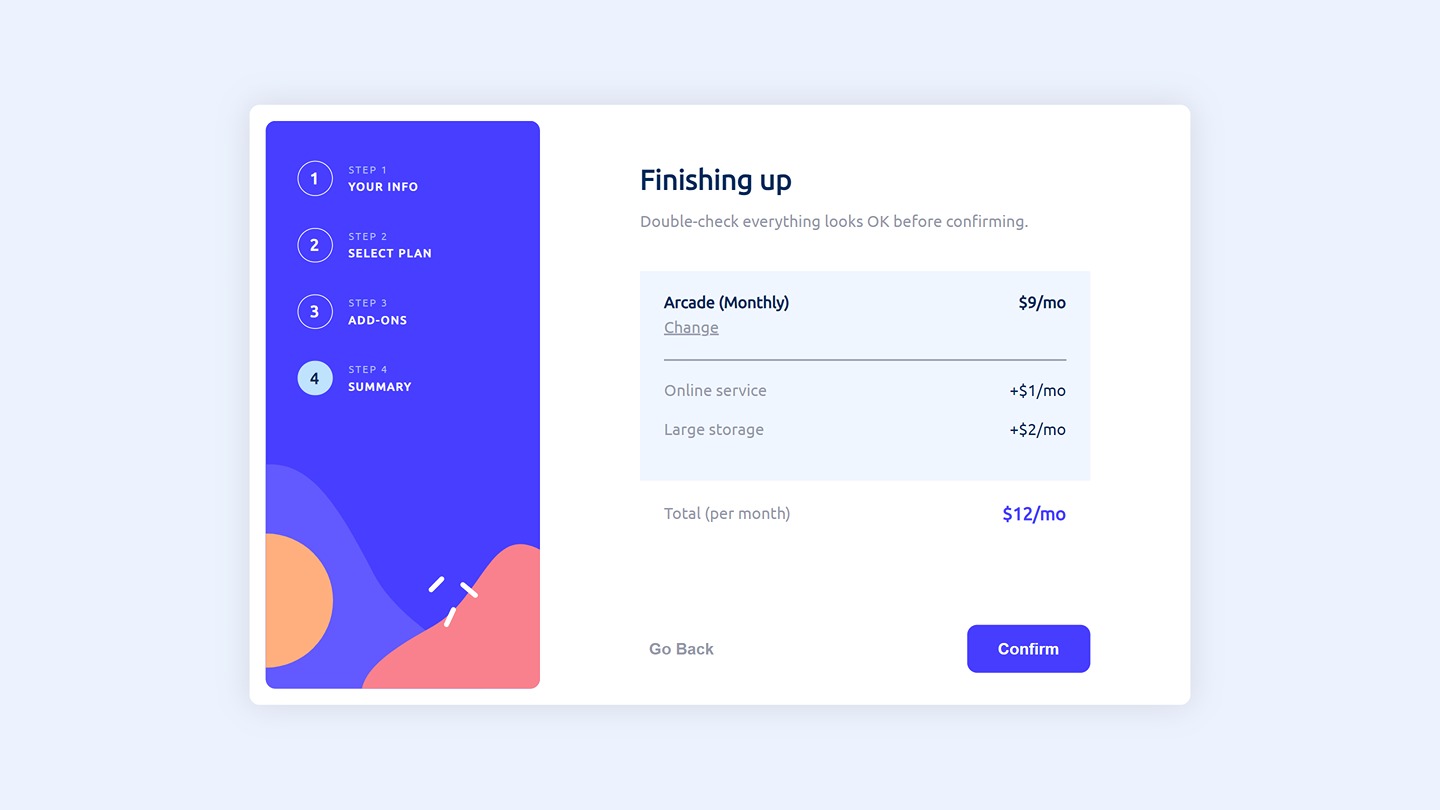 1
STEP 1
YOUR INFO
2
STEP 2
SELECT PLAN
3
STEP 3
ADD-ONS
4
STEP 4
SUMMARY
Finishing up
Double-check everything looks OK before confirming.
Arcade (Monthly) $9/mo
Change
Online service +$1/mo
Large storage +$2/mo
Total (per month) $12/mo
Go Back Confirm